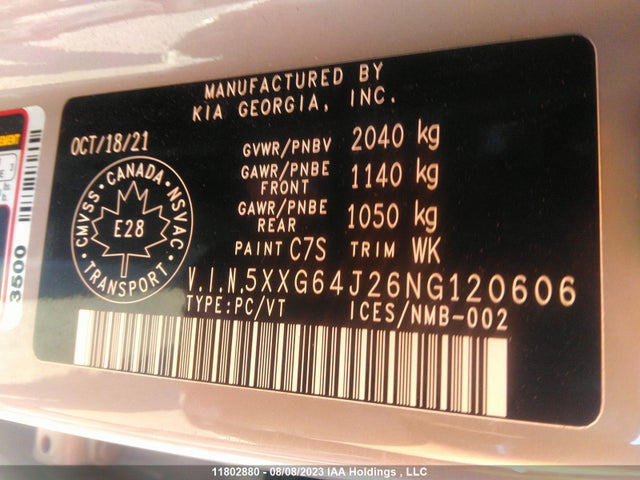 MANUFACTURED BY
KIA GEORGIA, INC.
OCT/18/21
GVWR/PNBV 2040 kg
GAWR/PNBE FRONT 1140 kg
GAWR/PNBE REAR 1050 kg
PAINT C7S TRIM WK
CMVSS · CANADA · NSVAC · TRANSPORT ·
E28
V.I.N.5XXG64J26NG120606
TYPE:PC/VT ICES/NMB-002
3500
11802880 - 08/08/2023 IAA Holdings , LLC